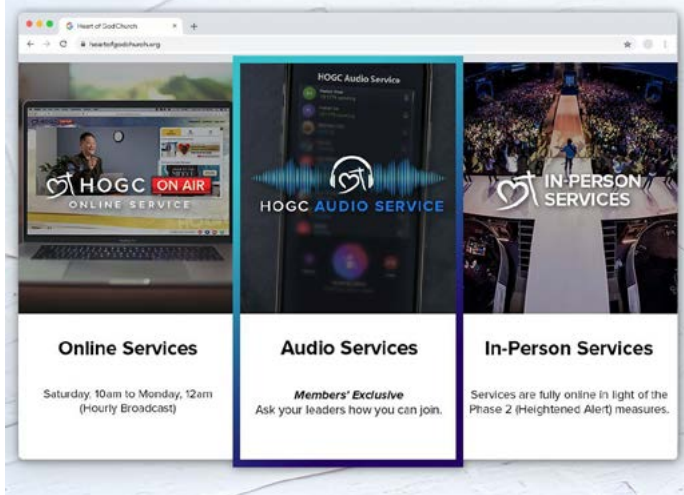 Heart of God Church
heartofgodchurch.org
HOGC ON AIR
ONLINE SERVICE
HOGC Audio Service
HOGC AUDIO SERVICE
IN-PERSON
SERVICES
Online Services
Saturday, 10am to Monday, 12am
(Hourly Broadcast)
Audio Services
Members' Exclusive
Ask your leaders how you can join.
In-Person Services
Services are fully online in light of the
Phase 2 (Heightened Alert) measures.